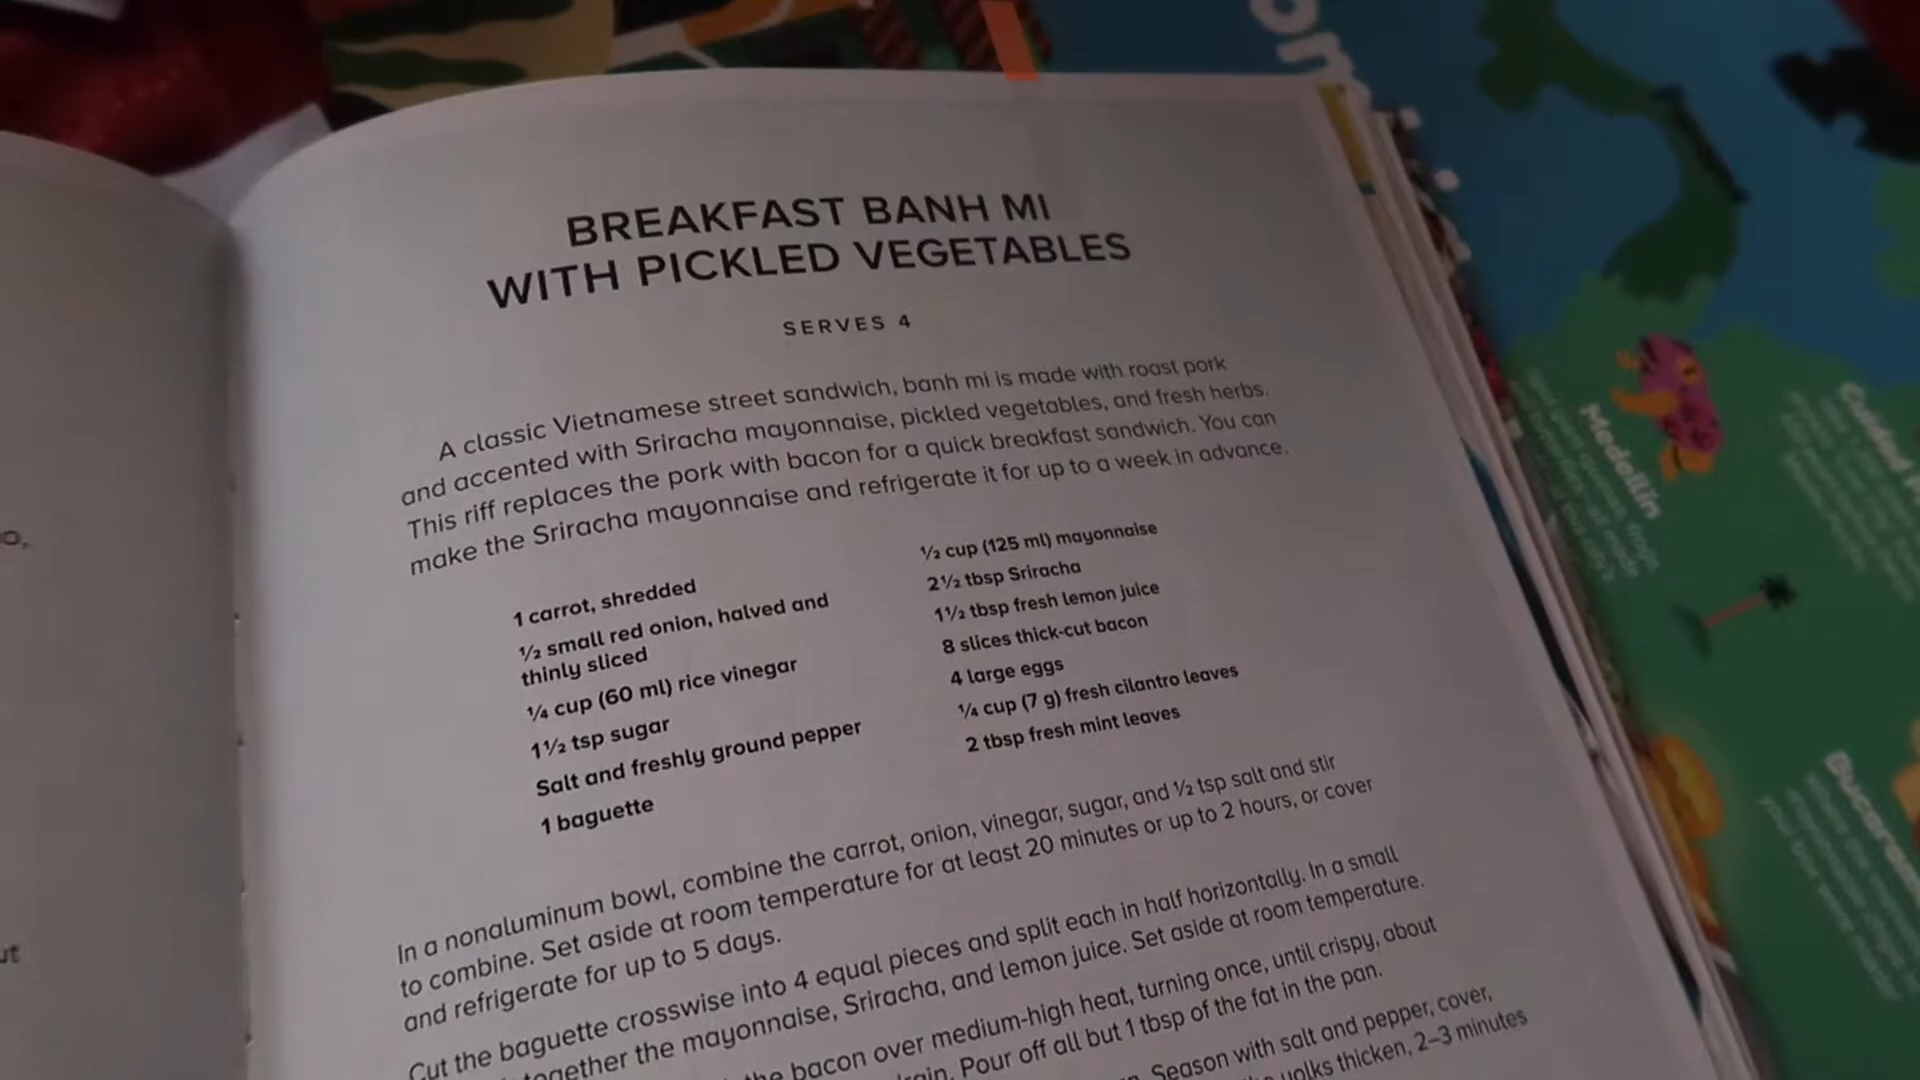 BREAKFAST BANH MI
WITH PICKLED VEGETABLES
SERVES 4
A classic Vietnamese street sandwich, banh mi is made with roast pork
and accented with Sriracha mayonnaise, pickled vegetables, and fresh herbs.
This riff replaces the pork with bacon for a quick breakfast sandwich. You can
make the Sriracha mayonnaise and refrigerate it for up to a week in advance.
1 carrot, shredded
½ small red onion, halved and
thinly sliced
¼ cup (60 ml) rice vinegar
1½ tsp sugar
Salt and freshly ground pepper
1 baguette
½ cup (125 ml) mayonnaise
2½ tbsp Sriracha
1½ tbsp fresh lemon juice
8 slices thick-cut bacon
4 large eggs
¼ cup (7 g) fresh cilantro leaves
2 tbsp fresh mint leaves
In a nonaluminum bowl, combine the carrot, onion, vinegar, sugar, and ½ tsp salt and stir
to combine. Set aside at room temperature for at least 20 minutes or up to 2 hours, or cover
and refrigerate for up to 5 days.
Cut the baguette crosswise into 4 equal pieces and split each in half horizontally. In a small
together the mayonnaise, Sriracha, and lemon juice. Set aside at room temperature.
the bacon over medium-high heat, turning once, until crispy, about
Pour off all but 1 tbsp of the fat in the pan.
Season with salt and pepper, cover,
yolks thicken, 2–3 minutes
Medellín